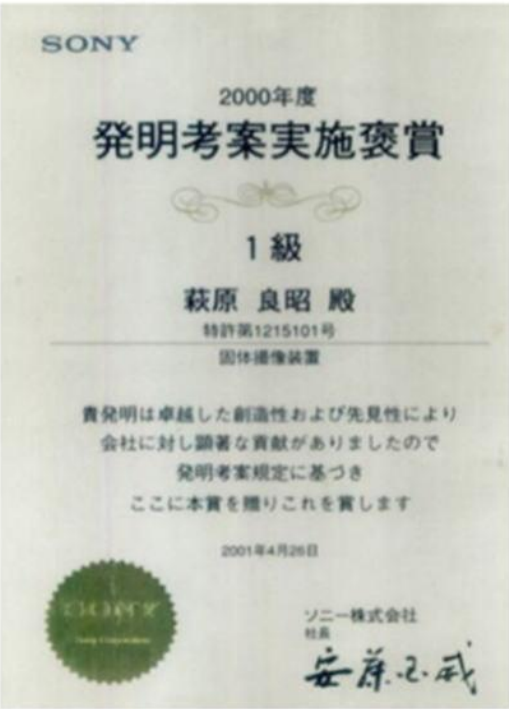 SONY
2000年度
発明考案実施褒賞
1級
萩原 良昭 殿
特許第1215101号
固体撮像装置
貴発明は卓越した創造性および先見性により
会社に対し顕著な貢献がありましたので
発明考案規定に基づき
ここに本賞を贈りこれを賞します
2001年4月26日
ソニー株式会社
社長
Sony Corporation